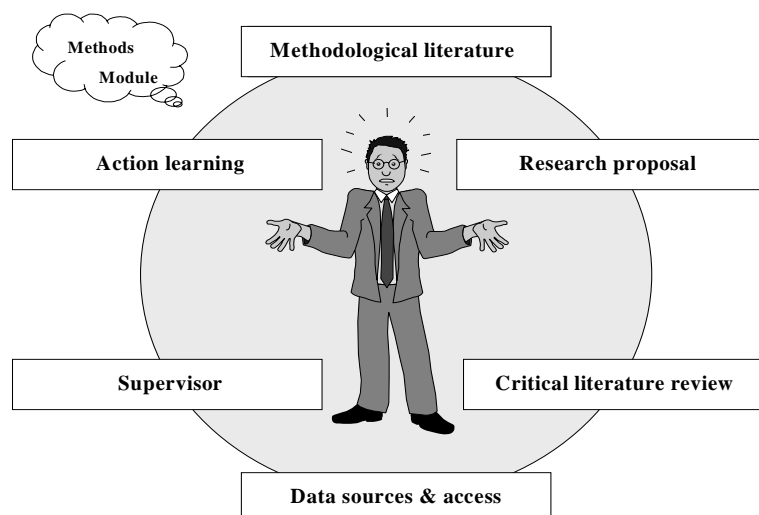 Methods
Module
Methodological literature
Action learning
Research proposal
Supervisor
Critical literature review
Data sources & access